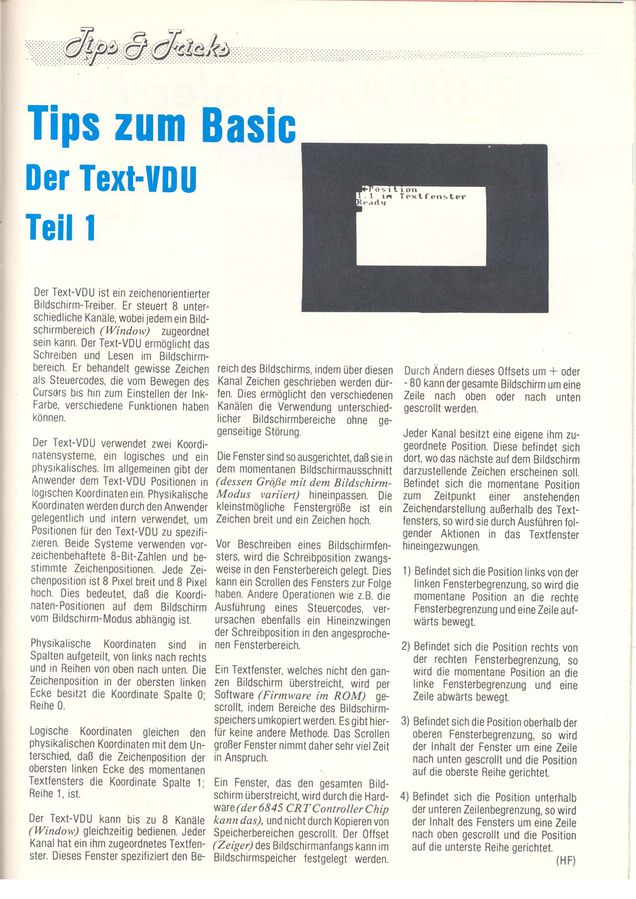 Tips & Tricks
Tips zum Basic
Der Text-VDU
Teil 1
*Position
1,1 im Textfenster
Ready
Der Text-VDU ist ein zeichenorientierter
Bildschirm-Treiber. Er steuert 8 unter-
schiedliche Kanäle, wobei jedem ein Bild-
schirmbereich (Window) zugeordnet
sein kann. Der Text-VDU ermöglicht das
Schreiben und Lesen im Bildschirm-
bereich. Er behandelt gewisse Zeichen
als Steuercodes, die vom Bewegen des
Cursors bis hin zum Einstellen der Ink-
Farbe, verschiedene Funktionen haben
können.
Der Text-VDU verwendet zwei Koordi-
natensysteme, ein logisches und ein
physikalisches. Im allgemeinen gibt der
Anwender dem Text-VDU Positionen in
logischen Koordinaten ein. Physikalische
Koordinaten werden durch den Anwender
gelegentlich und intern verwendet, um
Positionen für den Text-VDU zu spezifi-
zieren. Beide Systeme verwenden vor-
zeichenbehaftete 8-Bit-Zahlen und be-
stimmte Zeichenpositionen. Jede Zei-
chenposition ist 8 Pixel breit und 8 Pixel
hoch. Dies bedeutet, daß die Koordi-
naten-Positionen auf dem Bildschirm
vom Bildschirm-Modus abhängig ist.
Physikalische Koordinaten sind in
Spalten aufgeteilt, von links nach rechts
und in Reihen von oben nach unten. Die
Zeichenposition in der obersten linken
Ecke besitzt die Koordinate Spalte 0;
Reihe 0.
Logische Koordinaten gleichen den
physikalischen Koordinaten mit dem Un-
terschied, daß die Zeichenposition der
obersten linken Ecke des momentanen
Textfensters die Koordinate Spalte 1;
Reihe 1, ist.
Der Text-VDU kann bis zu 8 Kanäle
(Window) gleichzeitig bedienen. Jeder
Kanal hat ein ihm zugeordnetes Textfen-
ster. Dieses Fenster spezifiziert den Be-
reich des Bildschirms, indem über diesen
Kanal Zeichen geschrieben werden dür-
fen. Dies ermöglicht den verschiedenen
Kanälen die Verwendung unterschied-
licher Bildschirmbereiche ohne ge-
genseitige Störung.
Die Fenster sind so ausgerichtet, daß sie in
dem momentanen Bildschirmausschnitt
(dessen Größe mit dem Bildschirm-
Modus variiert) hineinpassen. Die
kleinstmögliche Fenstergröße ist ein
Zeichen breit und ein Zeichen hoch.
Vor Beschreiben eines Bildschirmfen-
sters, wird die Schreibposition zwangs-
weise in den Fensterbereich gelegt. Dies
kann ein Scrollen des Fensters zur Folge
haben. Andere Operationen wie z.B. die
Ausführung eines Steuercodes, ver-
ursachen ebenfalls ein Hineinzwingen
der Schreibposition in den angesproche-
nen Fensterbereich.
Ein Textfenster, welches nicht den gan-
zen Bildschirm überstreicht, wird per
Software (Firmware im ROM) ge-
scrollt, indem Bereiche des Bildschirm-
speichers umkopiert werden. Es gibt hier-
für keine andere Methode. Das Scrollen
großer Fenster nimmt daher sehr viel Zeit
in Anspruch.
Ein Fenster, das den gesamten Bild-
schirm überstreicht, wird durch die Hard-
ware (der 6845 CRT Controller Chip
kann das), und nicht durch Kopieren von
Speicherbereichen gescrollt. Der Offset
(Zeiger) des Bildschirmanfangs kann im
Bildschirmspeicher festgelegt werden.
Durch Ändern dieses Offsets um + oder
- 80 kann der gesamte Bildschirm um eine
Zeile nach oben oder nach unten
gescrollt werden.
Jeder Kanal besitzt eine eigene ihm zu-
geordnete Position. Diese befindet sich
dort, wo das nächste auf dem Bildschirm
darzustellende Zeichen erscheinen soll.
Befindet sich die momentane Position
zum Zeitpunkt einer anstehenden
Zeichendarstellung außerhalb des Text-
fensters, so wird sie durch Ausführen fol-
gender Aktionen in das Textfenster
hineingezwungen.
1) Befindet sich die Position links von der
linken Fensterbegrenzung, so wird die
momentane Position an die rechte
Fensterbegrenzung und eine Zeile auf-
wärts bewegt.
2) Befindet sich die Position rechts von
der rechten Fensterbegrenzung, so
wird die momentane Position an die
linke Fensterbegrenzung und eine
Zeile abwärts bewegt.
3) Befindet sich die Position oberhalb der
oberen Fensterbegrenzung, so wird
der Inhalt der Fenster um eine Zeile
nach unten gescrollt und die Position
auf die oberste Reihe gerichtet.
4) Befindet sich die Position unterhalb
der unteren Zeilenbegrenzung, so wird
der Inhalt des Fensters um eine Zeile
nach oben gescrollt und die Position
auf die unterste Reihe gerichtet.
(HF)